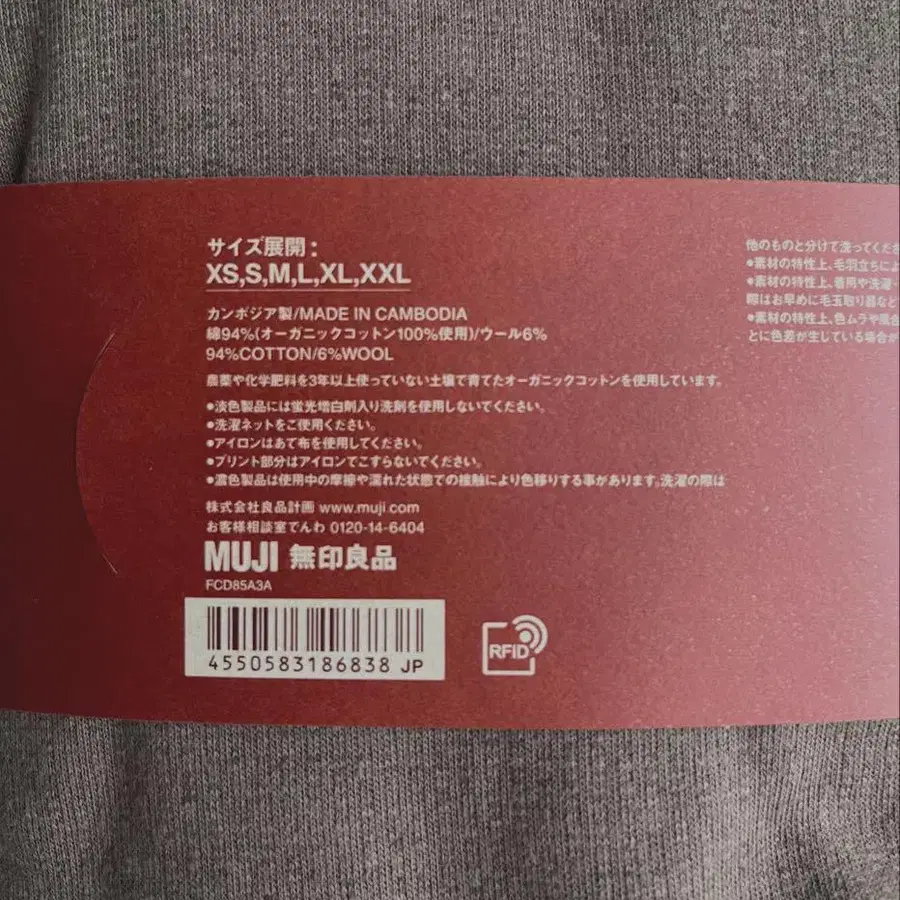 サイズ展開:
XS,S,M,L,XL,XXL
カンボジア製/MADE IN CAMBODIA
綿94%(オーガニックコットン100%使用)/ウール6%
94%COTTON/6%WOOL
農薬や化学肥料を3年以上使っていない土壌で育てたオーガニックコットンを使用しています。
●淡色製品には蛍光増白剤入り洗剤を使用しないでください。
●洗濯ネットをご使用ください。
●アイロンはあて布を使用してください。
●プリント部分はアイロンでこすらないてください。
●濃色製品は使用中の摩擦や濡れた状態での接触により色移りする事があります。洗濯の際は
株式会社良品計画 www.muji.com
お客様相談室でんわ 0120-14-6404
MUJI 無印良品
FCD85A3A
4550583186838 JP
RFID
他のものと分けて洗ってくださ
●素材の特性上、毛羽立ちによ
●素材の特性上、着用や洗濯・
際はお早めに毛玉取り器など
●素材の特性上、色ムラや風合
とに色差が生じている場合が